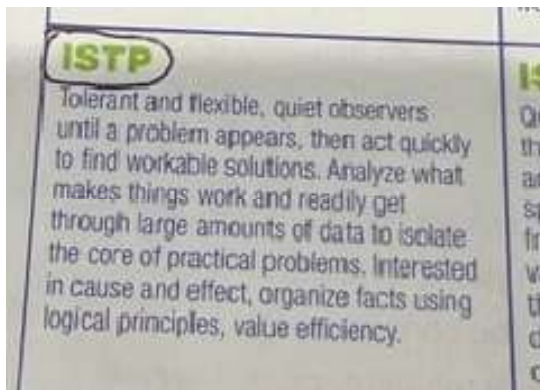 ISTP
Tolerant and flexible, quiet observers
until a problem appears, then act quickly
to find workable solutions. Analyze what
makes things work and readily get
through large amounts of data to isolate
the core of practical problems. Interested
in cause and effect, organize facts using
logical principles, value efficiency.